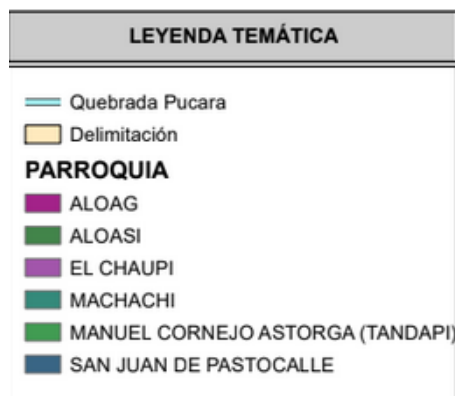 LEYENDA TEMÁTICA
Quebrada Pucara
Delimitación
PARROQUIA
ALOAG
ALOASI
EL CHAUPI
MACHACHI
MANUEL CORNEJO ASTORGA (TANDAPI)
SAN JUAN DE PASTOCALLE